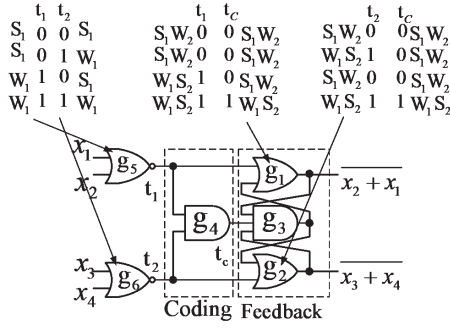 t₁ t₂ t₁ t_C t₂ t_C
S₁ 0 0 S₁ S₁W₂ 0 0 S₁W₂ S₁W₂ 0 0 S₁W₂
S₁ 0 1 W₁ S₁W₂ 0 0 S₁W₂ W₁S₂ 1 0 S₁W₂
W₁ 1 0 S₁ W₁S₂ 1 0 S₁W₂ S₁W₂ 0 0 S₁W₂
W₁ 1 1 W₁ W₁S₂ 1 1 W₁S₂ W₁S₂ 1 1 W₁S₂
x₁ g₅ g₁ x₂ + x₁
x₂ t₁
g₄ g₃
x₃ g₆ t₂ t_c g₂ x₃ + x₄
x₄
Coding Feedback